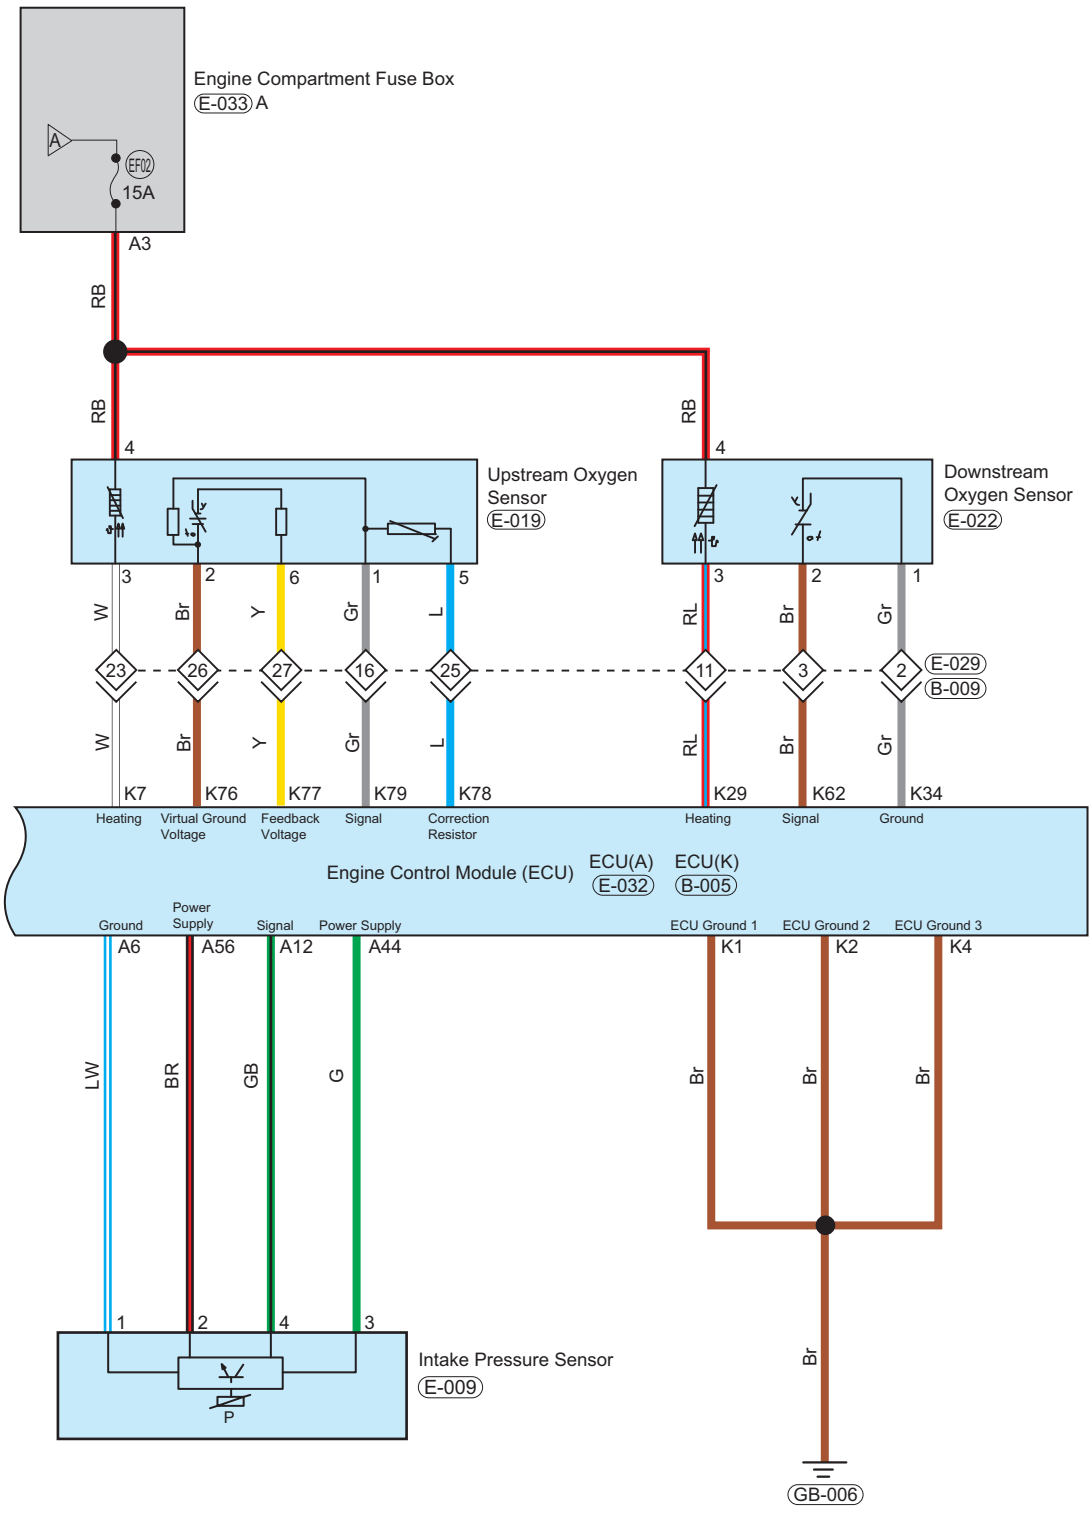 Engine Compartment Fuse Box
E-033 A
A
EF02
15A
A3
RB
RB
RB
4
4
Upstream Oxygen
Sensor
E-019
Downstream
Oxygen Sensor
E-022
3
2
6
1
5
3
2
1
W
Br
Y
Gr
L
RL
Br
Gr
23
26
27
16
25
11
3
2
E-029
B-009
W
Br
Y
Gr
L
RL
Br
Gr
K7
K76
K77
K79
K78
K29
K62
K34
Heating
Virtual Ground
Voltage
Feedback
Voltage
Signal
Correction
Resistor
Heating
Signal
Ground
Engine Control Module (ECU)
ECU(A)
E-032
ECU(K)
B-005
Ground
Power
Supply
Signal
Power Supply
ECU Ground 1
ECU Ground 2
ECU Ground 3
A6
A56
A12
A44
K1
K2
K4
LW
BR
GB
G
Br
Br
Br
1
2
4
3
Intake Pressure Sensor
E-009
P
Br
GB-006